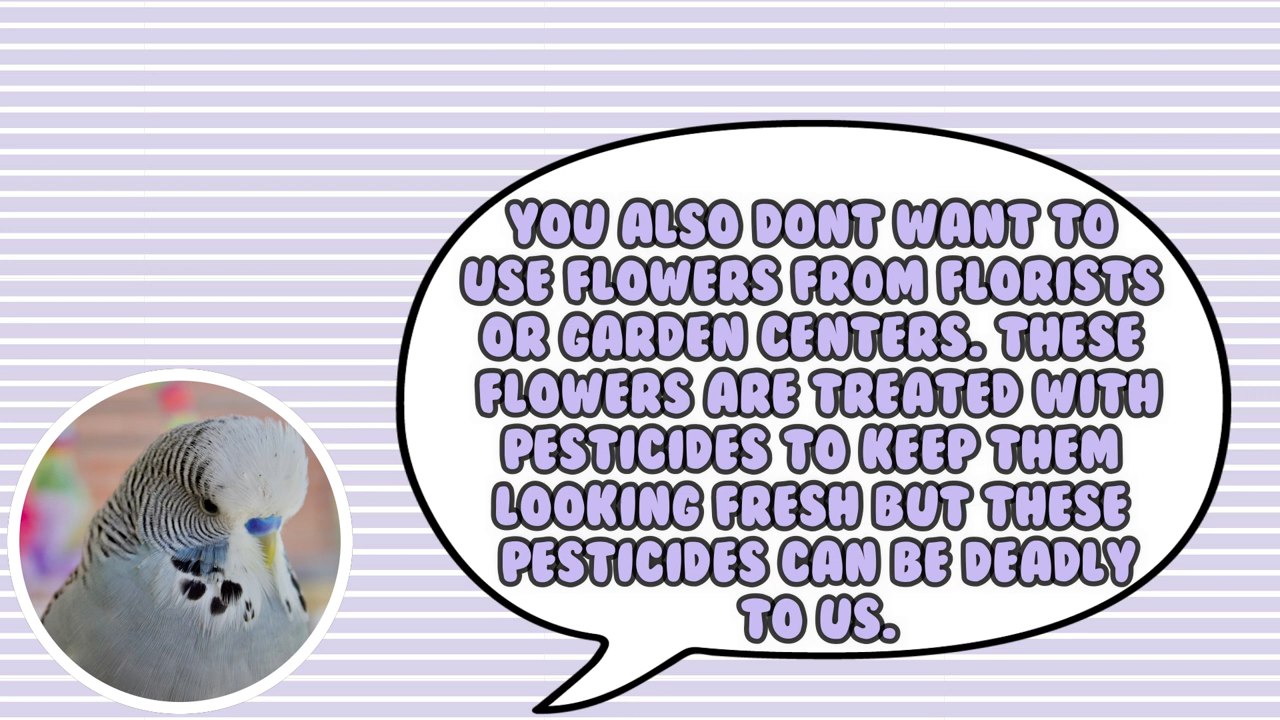 YOU ALSO DONT WANT TO
USE FLOWERS FROM FLORISTS
OR GARDEN CENTERS. THESE
FLOWERS ARE TREATED WITH
PESTICIDES TO KEEP THEM
LOOKING FRESH BUT THESE
PESTICIDES CAN BE DEADLY
TO US.